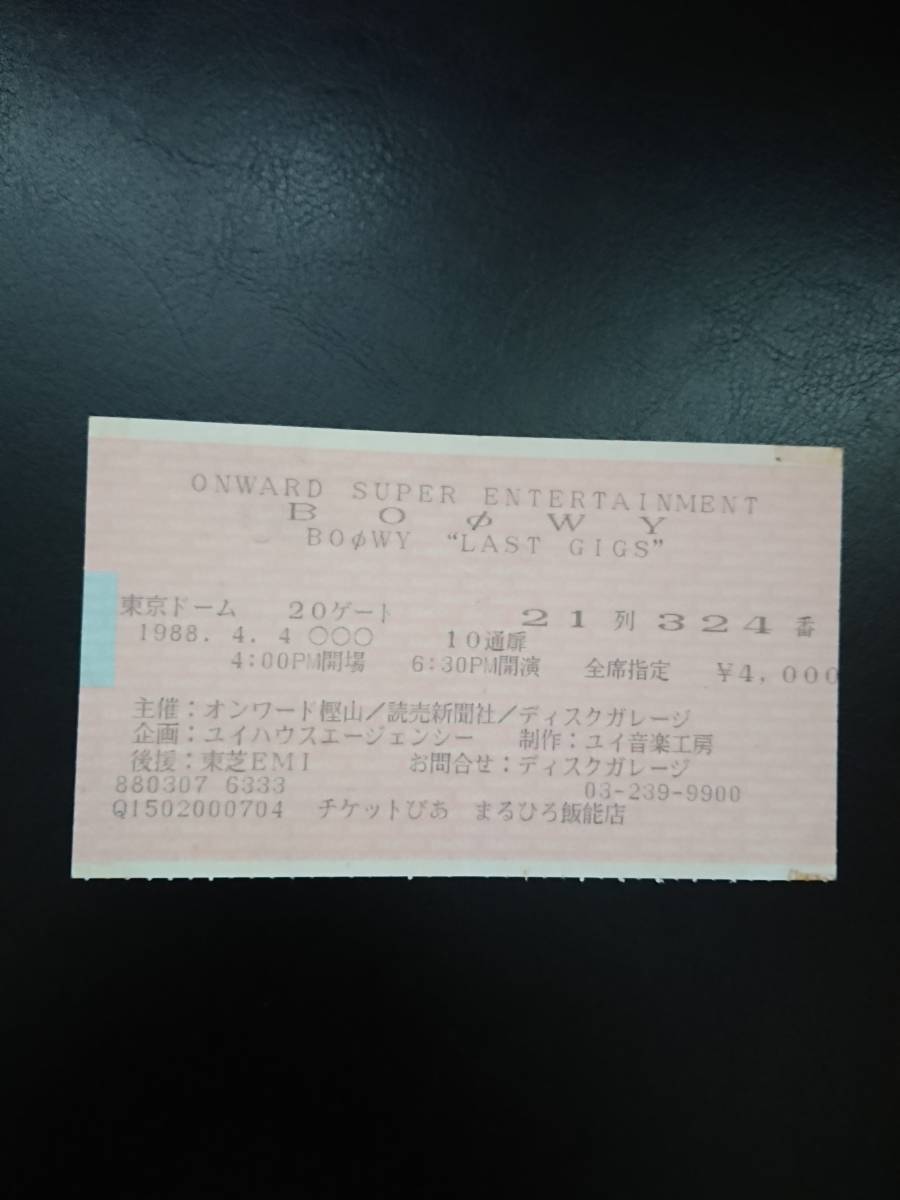 ONWARD SUPER ENTERTAINMENT
BOφWY
BOφWY “LAST GIGS”
東京ドーム 20ゲート 21列 324番
1988. 4. 4 ○○○ 10通扉
4:00PM開場 6:30PM開演 全席指定 ¥4,000
主催：オンワード樫山／読売新聞社／ディスクガレージ
企画：ユイハウスエージェンシー 制作：ユイ音楽工房
後援：東芝EMI お問合せ：ディスクガレージ
880307 6333 03-239-9900
Q1502000704 チケットぴあ まるひろ飯能店